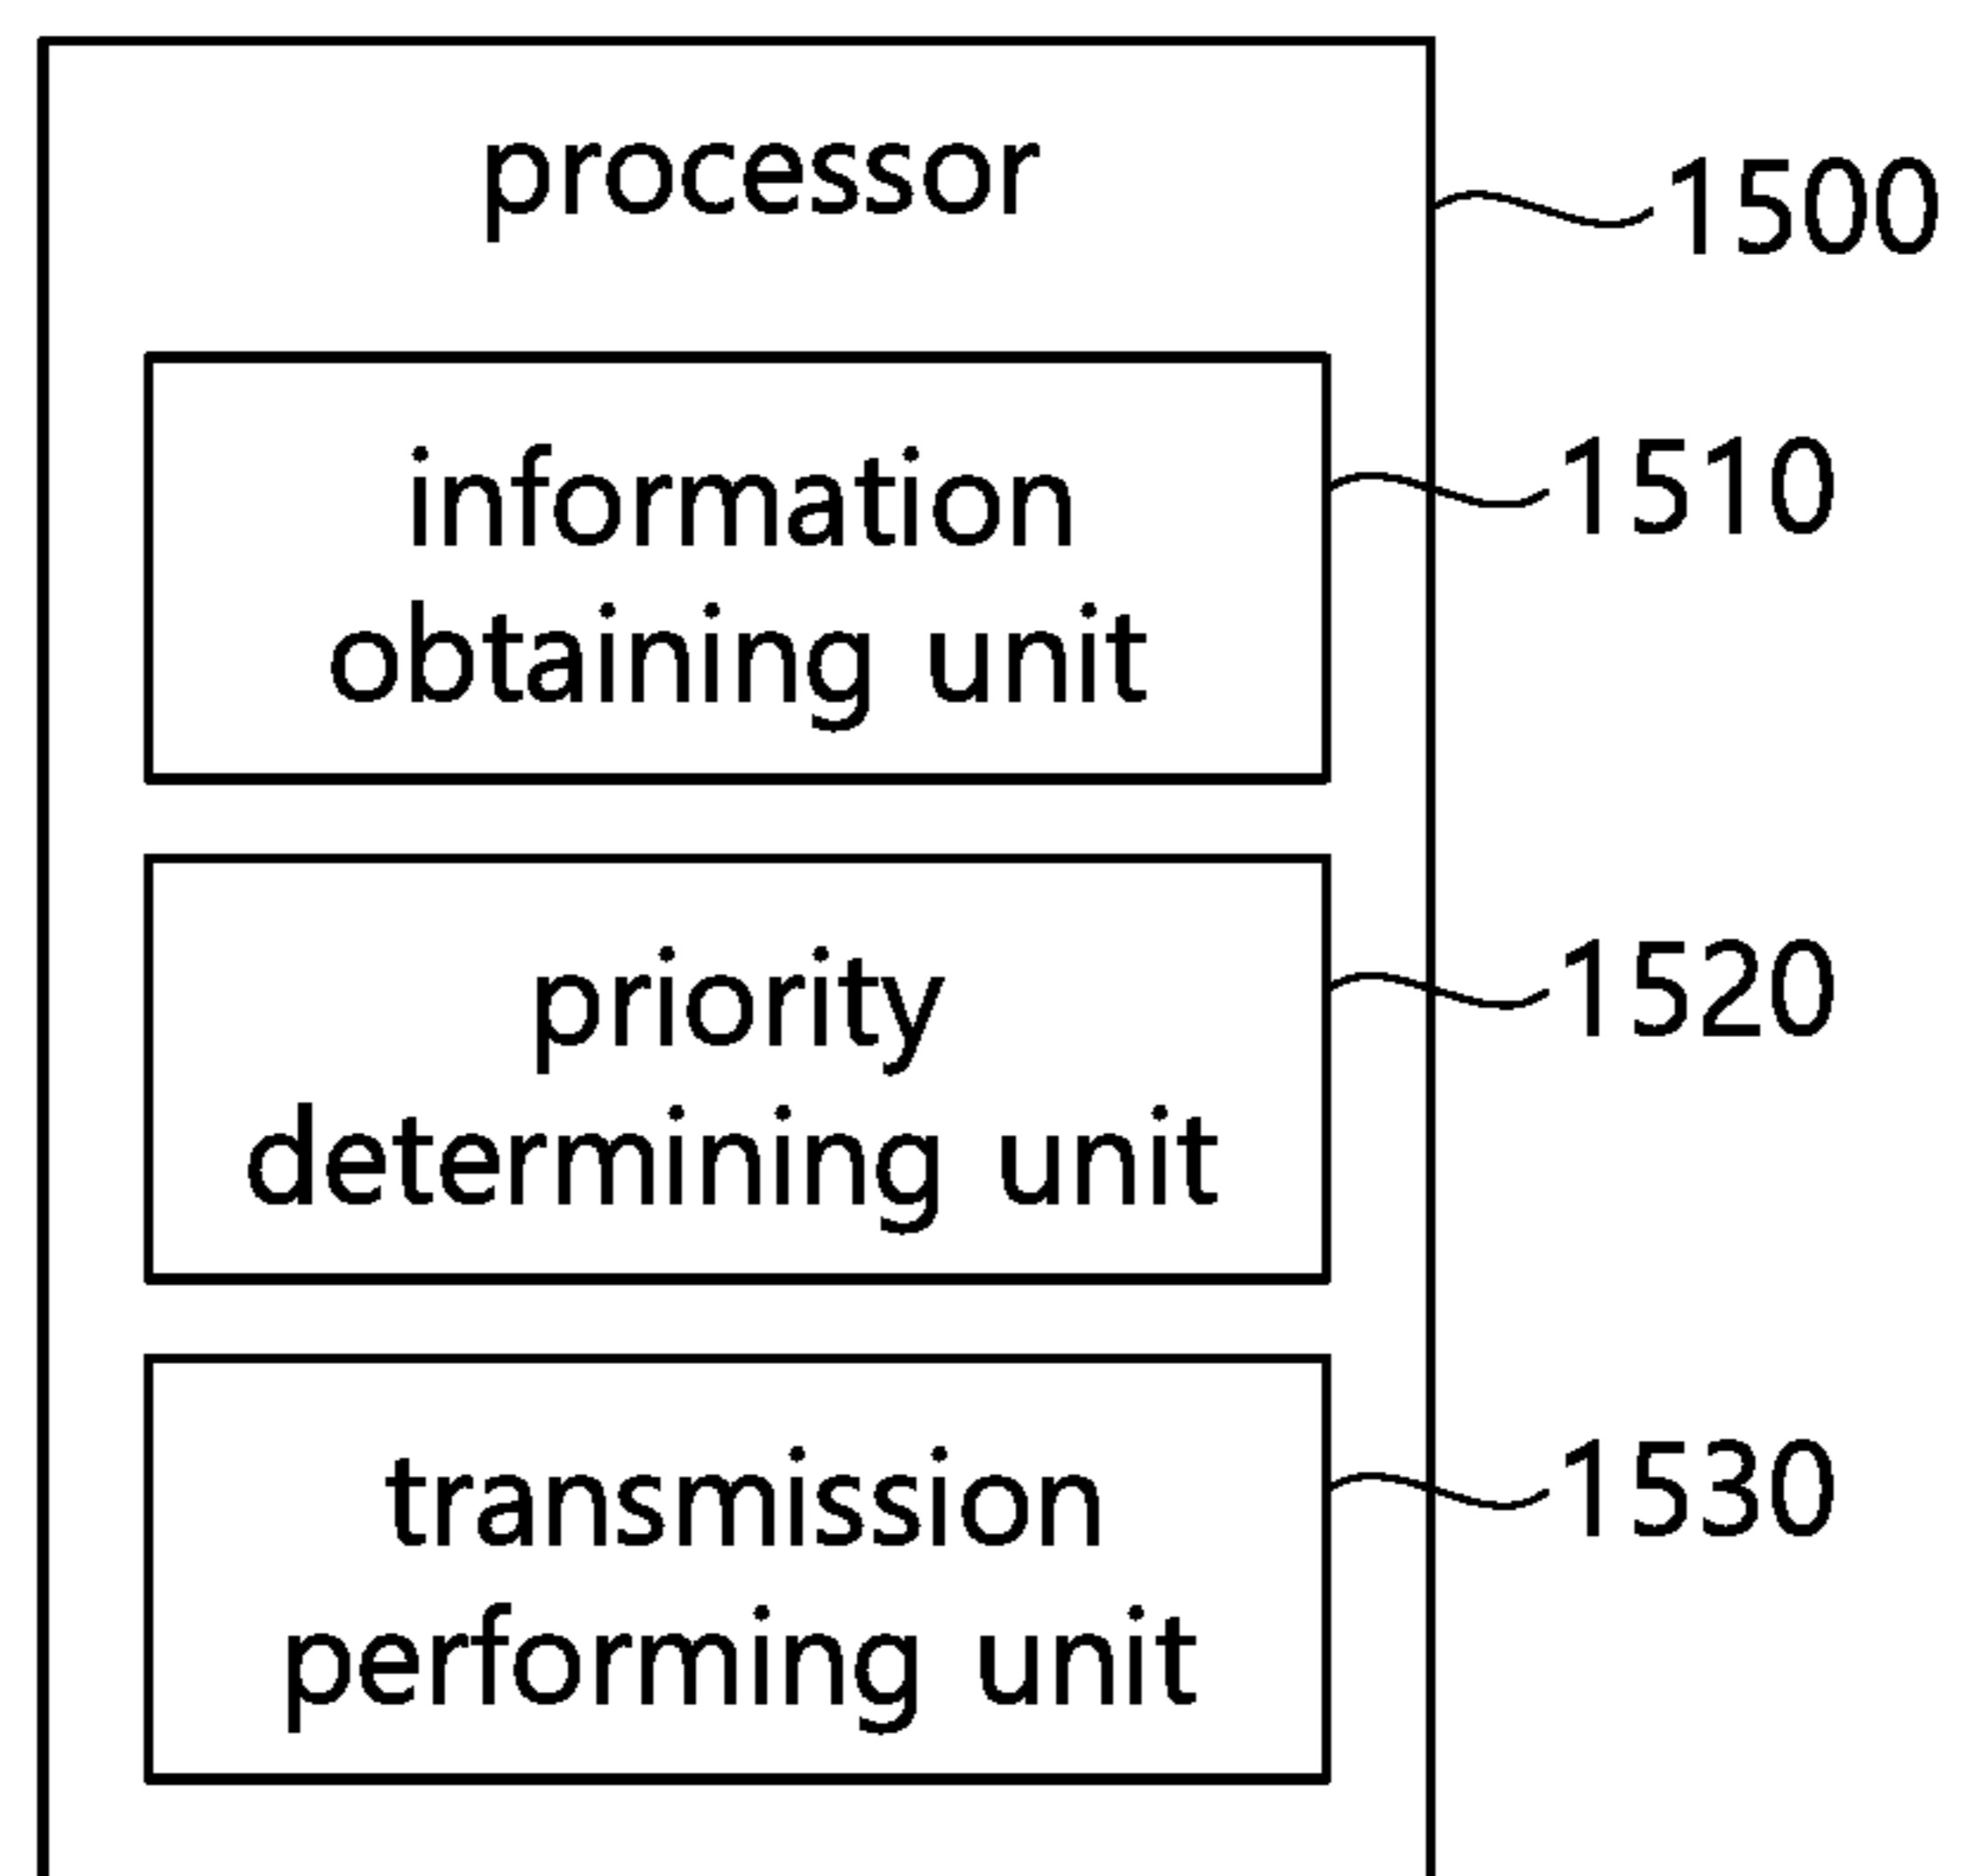 processor
1500
information
obtaining unit
1510
priority
determining unit
1520
transmission
performing unit
1530